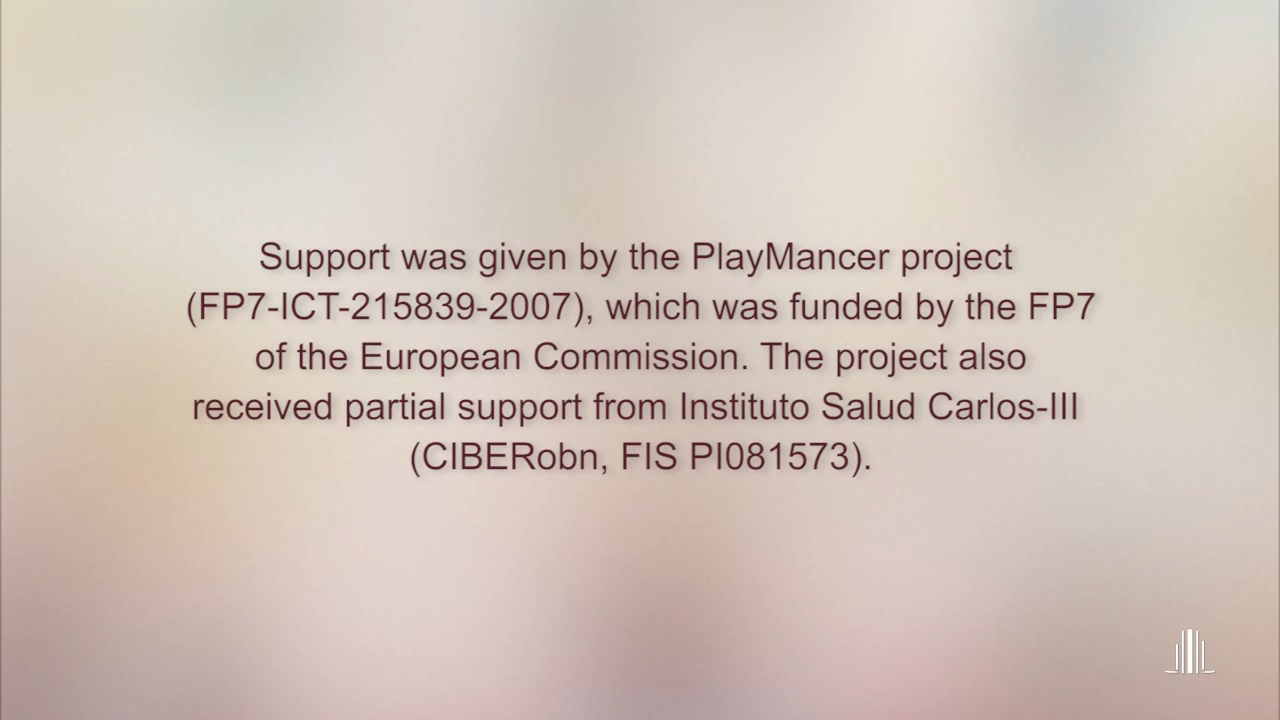 Support was given by the PlayMancer project
(FP7-ICT-215839-2007), which was funded by the FP7
of the European Commission. The project also
received partial support from Instituto Salud Carlos-III
(CIBERobn, FIS PI081573).